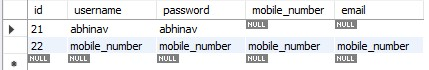 id username password mobile_number email
21 abhinav abhinav NULL NULL
22 mobile_number mobile_number mobile_number mobile_number
NULL NULL NULL NULL NULL